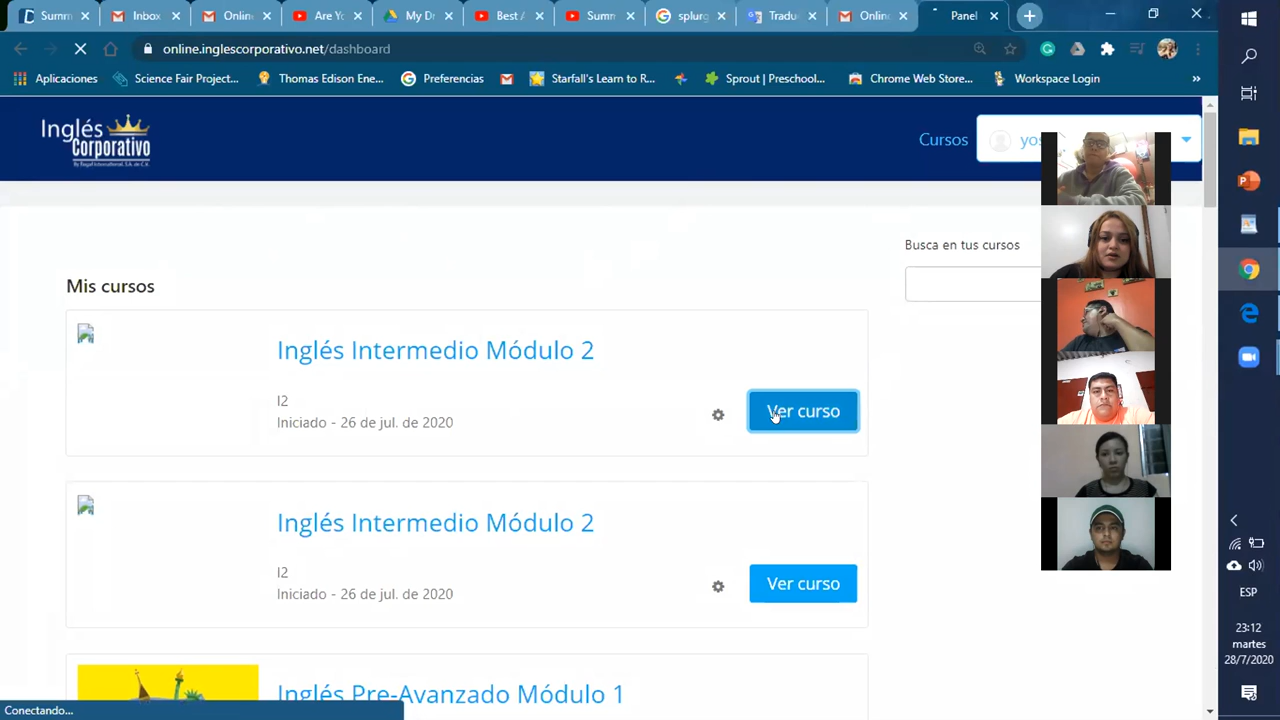 Summ
Inbox
Online
Are Yo
My Dr
Best A
Summ
splurg
Traduc
Online
Panel
online.inglescorporativo.net/dashboard
Aplicaciones
Science Fair Project...
Thomas Edison Ene...
Preferencias
Starfall's Learn to R...
Sprout | Preschool...
Chrome Web Store...
Workspace Login
»
Inglés
Corporativo
Cursos
yos
Busca en tus cursos
Mis cursos
Inglés Intermedio Módulo 2
I2
Iniciado - 26 de jul. de 2020
Ver curso
Inglés Intermedio Módulo 2
I2
Iniciado - 26 de jul. de 2020
Ver curso
Inglés Pre-Avanzado Módulo 1
Conectando...
ESP
23:12
martes
28/7/2020